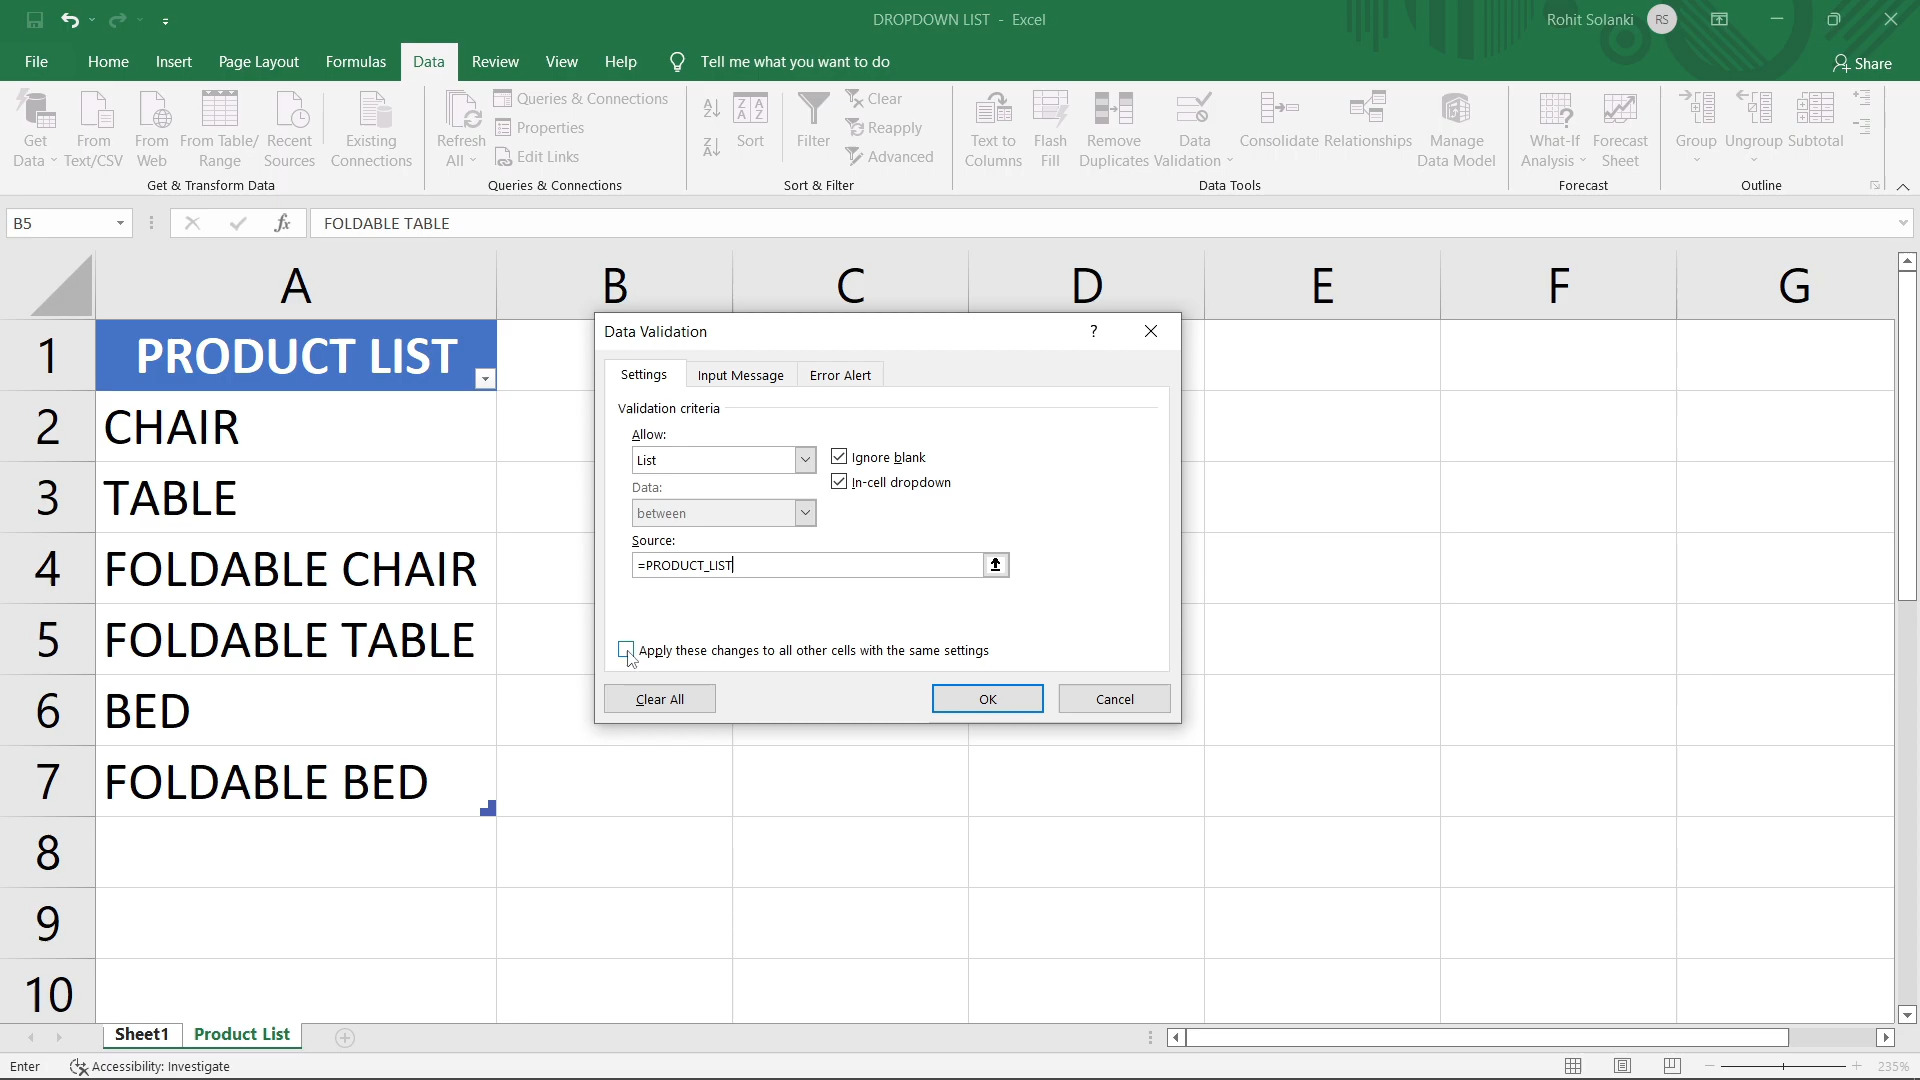 DROPDOWN LIST - Excel
Rohit Solanki RS
File Home Insert Page Layout Formulas Data Review View Help Tell me what you want to do Share
Get Data
From Text/CSV
From Web
From Table/ Range
Recent Sources
Existing Connections
Get & Transform Data
Refresh All
Queries & Connections
Properties
Edit Links
Queries & Connections
Sort
Filter
Clear
Reapply
Advanced
Sort & Filter
Text to Columns
Flash Fill
Remove Duplicates
Data Validation
Consolidate
Relationships
Manage Data Model
Data Tools
What-If Analysis
Forecast Sheet
Forecast
Group
Ungroup
Subtotal
Outline
B5 fx FOLDABLE TABLE
A B C D E F G
1 PRODUCT LIST
2 CHAIR
3 TABLE
4 FOLDABLE CHAIR
5 FOLDABLE TABLE
6 BED
7 FOLDABLE BED
8
9
10
Data Validation ?
Settings Input Message Error Alert
Validation criteria
Allow:
List
Ignore blank
Data:
In-cell dropdown
between
Source:
=PRODUCT_LIST
Apply these changes to all other cells with the same settings
Clear All OK Cancel
Sheet1 Product List
Enter Accessibility: Investigate 235%